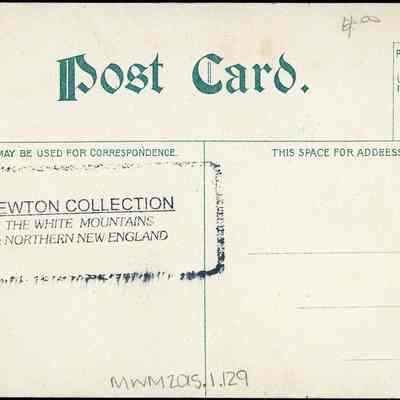 4.00
Post Card.
MAY BE USED FOR CORRESPONDENCE.
THIS SPACE FOR ADDRESS
EWTON COLLECTION
THE WHITE MOUNTAINS
NORTHERN NEW ENGLAND
MWM2015.1.129